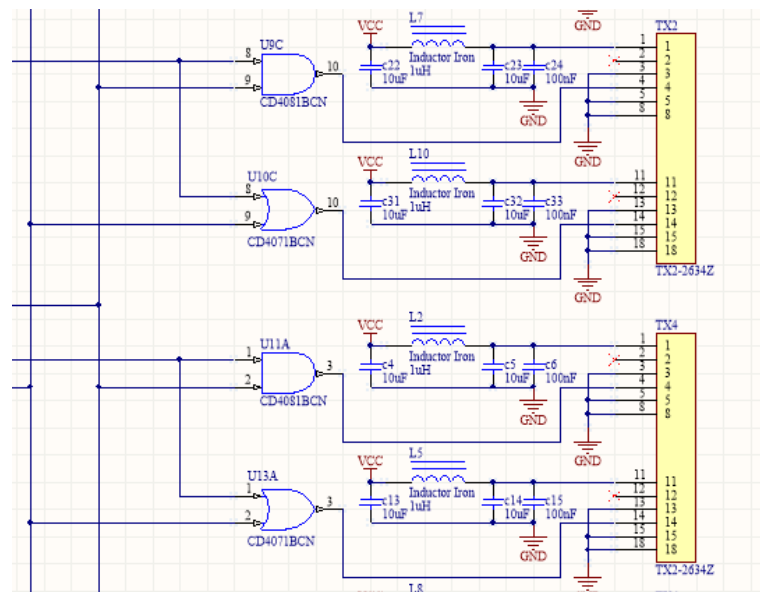 GND
TX2
L7
VCC
U9C
8
9
10
CD4081BCN
Inductor Iron
1uH
c22
10uF
c23
10uF
c24
100nF
GND
1
2
3
4
5
8
1
2
3
4
5
8
GND
L10
VCC
U10C
8
9
10
CD4071BCN
Inductor Iron
1uH
c31
10uF
c32
10uF
c33
100nF
GND
11
12
13
14
15
18
11
12
13
14
15
18
TX2-2634Z
GND
L2
VCC
TX4
U11A
1
2
3
CD4081BCN
Inductor Iron
1uH
c4
10uF
c5
10uF
c6
100nF
GND
1
2
3
4
5
8
1
2
3
4
5
8
GND
L5
VCC
U13A
1
2
3
CD4071BCN
Inductor Iron
1uH
c13
10uF
c14
10uF
c15
100nF
GND
11
12
13
14
15
18
11
12
13
14
15
18
TX2-2634Z
GND
L8